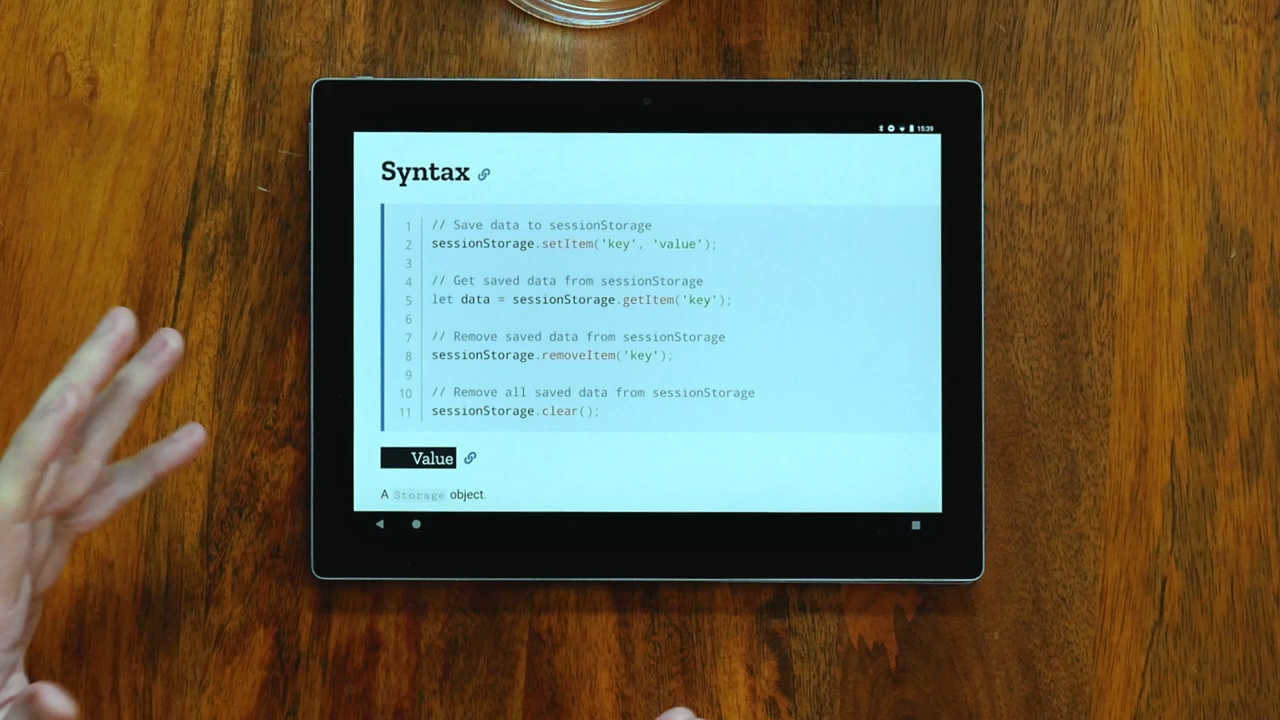 15:39
Syntax
1 // Save data to sessionStorage
2 sessionStorage.setItem('key', 'value');
3
4 // Get saved data from sessionStorage
5 let data = sessionStorage.getItem('key');
6
7 // Remove saved data from sessionStorage
8 sessionStorage.removeItem('key');
9
10 // Remove all saved data from sessionStorage
11 sessionStorage.clear();
Value
A Storage object.